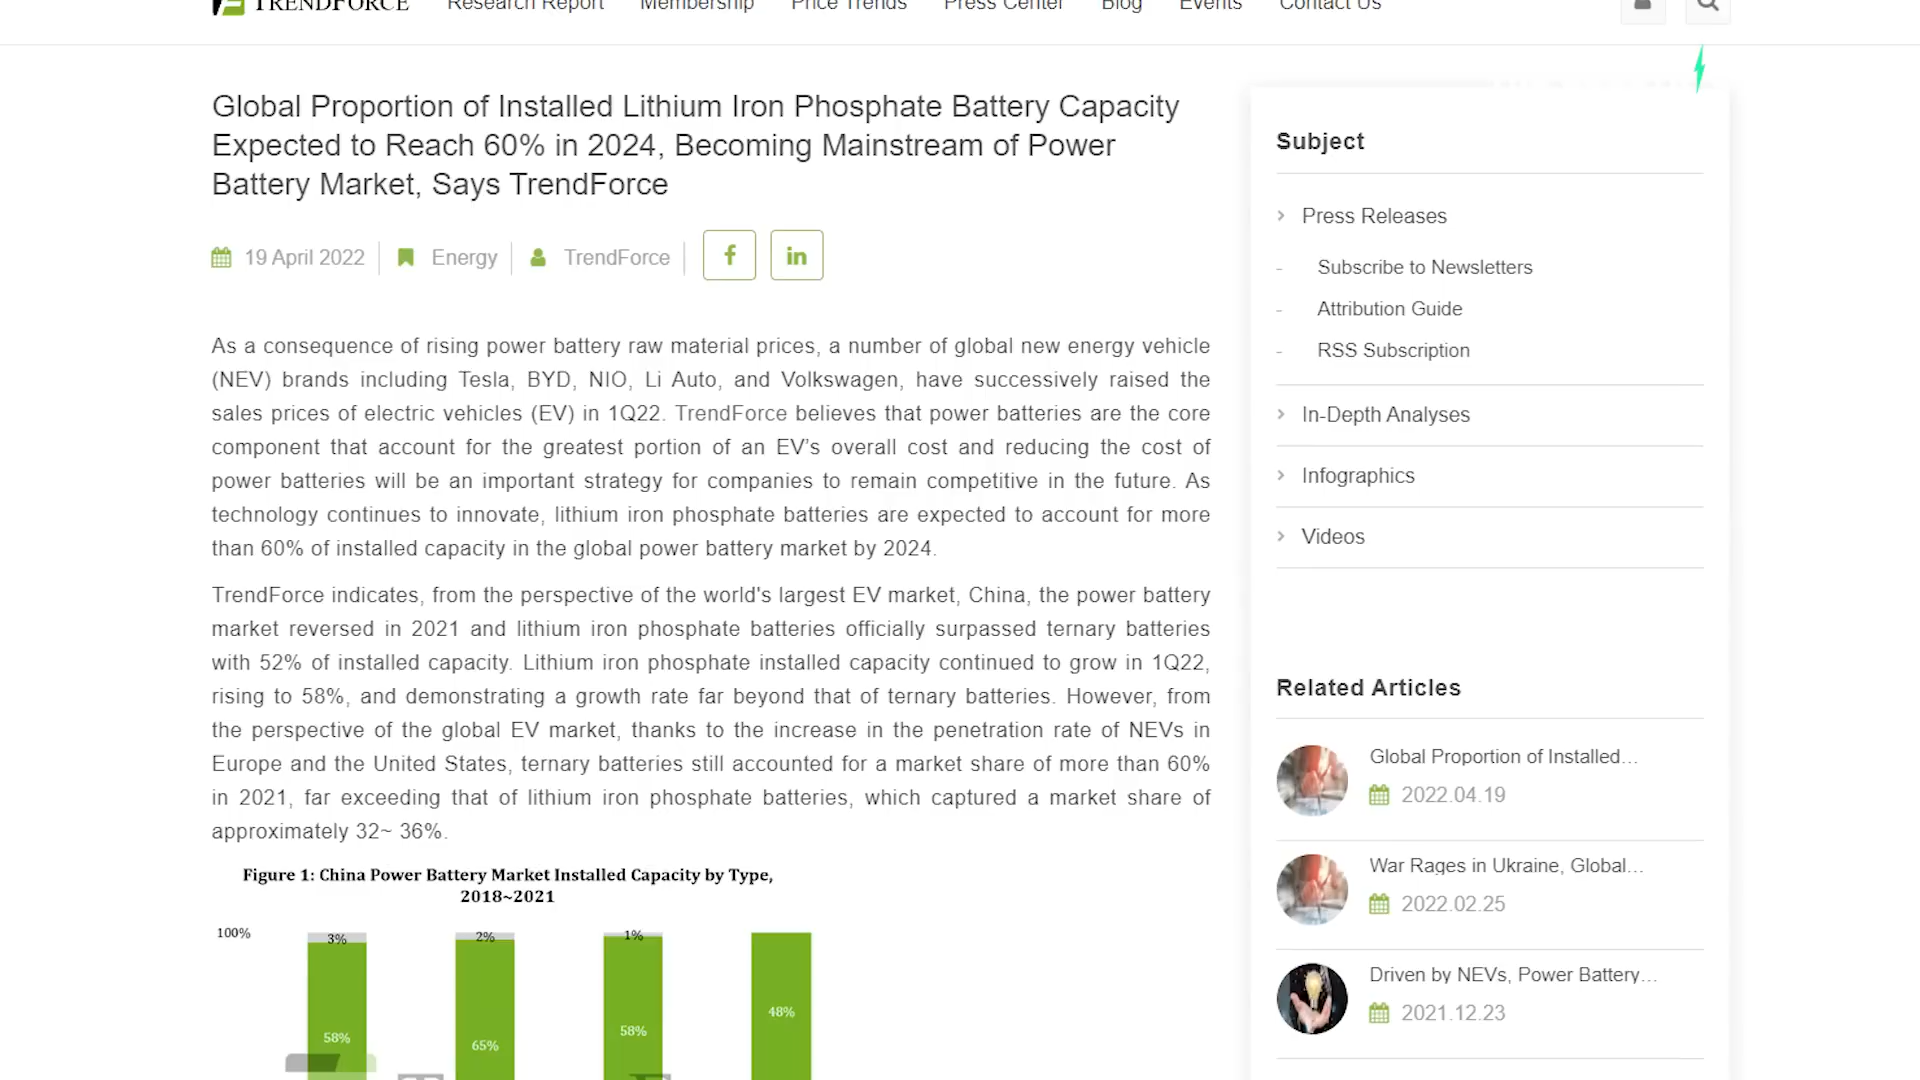 TRENDFORCE
Research Report
Membership
Price Trends
Press Center
Blog
Events
Contact Us
Global Proportion of Installed Lithium Iron Phosphate Battery Capacity
Expected to Reach 60% in 2024, Becoming Mainstream of Power
Battery Market, Says TrendForce
19 April 2022
Energy
TrendForce
As a consequence of rising power battery raw material prices, a number of global new energy vehicle
(NEV) brands including Tesla, BYD, NIO, Li Auto, and Volkswagen, have successively raised the
sales prices of electric vehicles (EV) in 1Q22. TrendForce believes that power batteries are the core
component that account for the greatest portion of an EV's overall cost and reducing the cost of
power batteries will be an important strategy for companies to remain competitive in the future. As
technology continues to innovate, lithium iron phosphate batteries are expected to account for more
than 60% of installed capacity in the global power battery market by 2024.
TrendForce indicates, from the perspective of the world's largest EV market, China, the power battery
market reversed in 2021 and lithium iron phosphate batteries officially surpassed ternary batteries
with 52% of installed capacity. Lithium iron phosphate installed capacity continued to grow in 1Q22,
rising to 58%, and demonstrating a growth rate far beyond that of ternary batteries. However, from
the perspective of the global EV market, thanks to the increase in the penetration rate of NEVs in
Europe and the United States, ternary batteries still accounted for a market share of more than 60%
in 2021, far exceeding that of lithium iron phosphate batteries, which captured a market share of
approximately 32~ 36%.
Figure 1: China Power Battery Market Installed Capacity by Type,
2018~2021
100%
3%
2%
1%
58%
65%
58%
48%
Subject
Press Releases
- Subscribe to Newsletters
- Attribution Guide
- RSS Subscription
In-Depth Analyses
Infographics
Videos
Related Articles
Global Proportion of Installed...
2022.04.19
War Rages in Ukraine, Global...
2022.02.25
Driven by NEVs, Power Battery...
2021.12.23